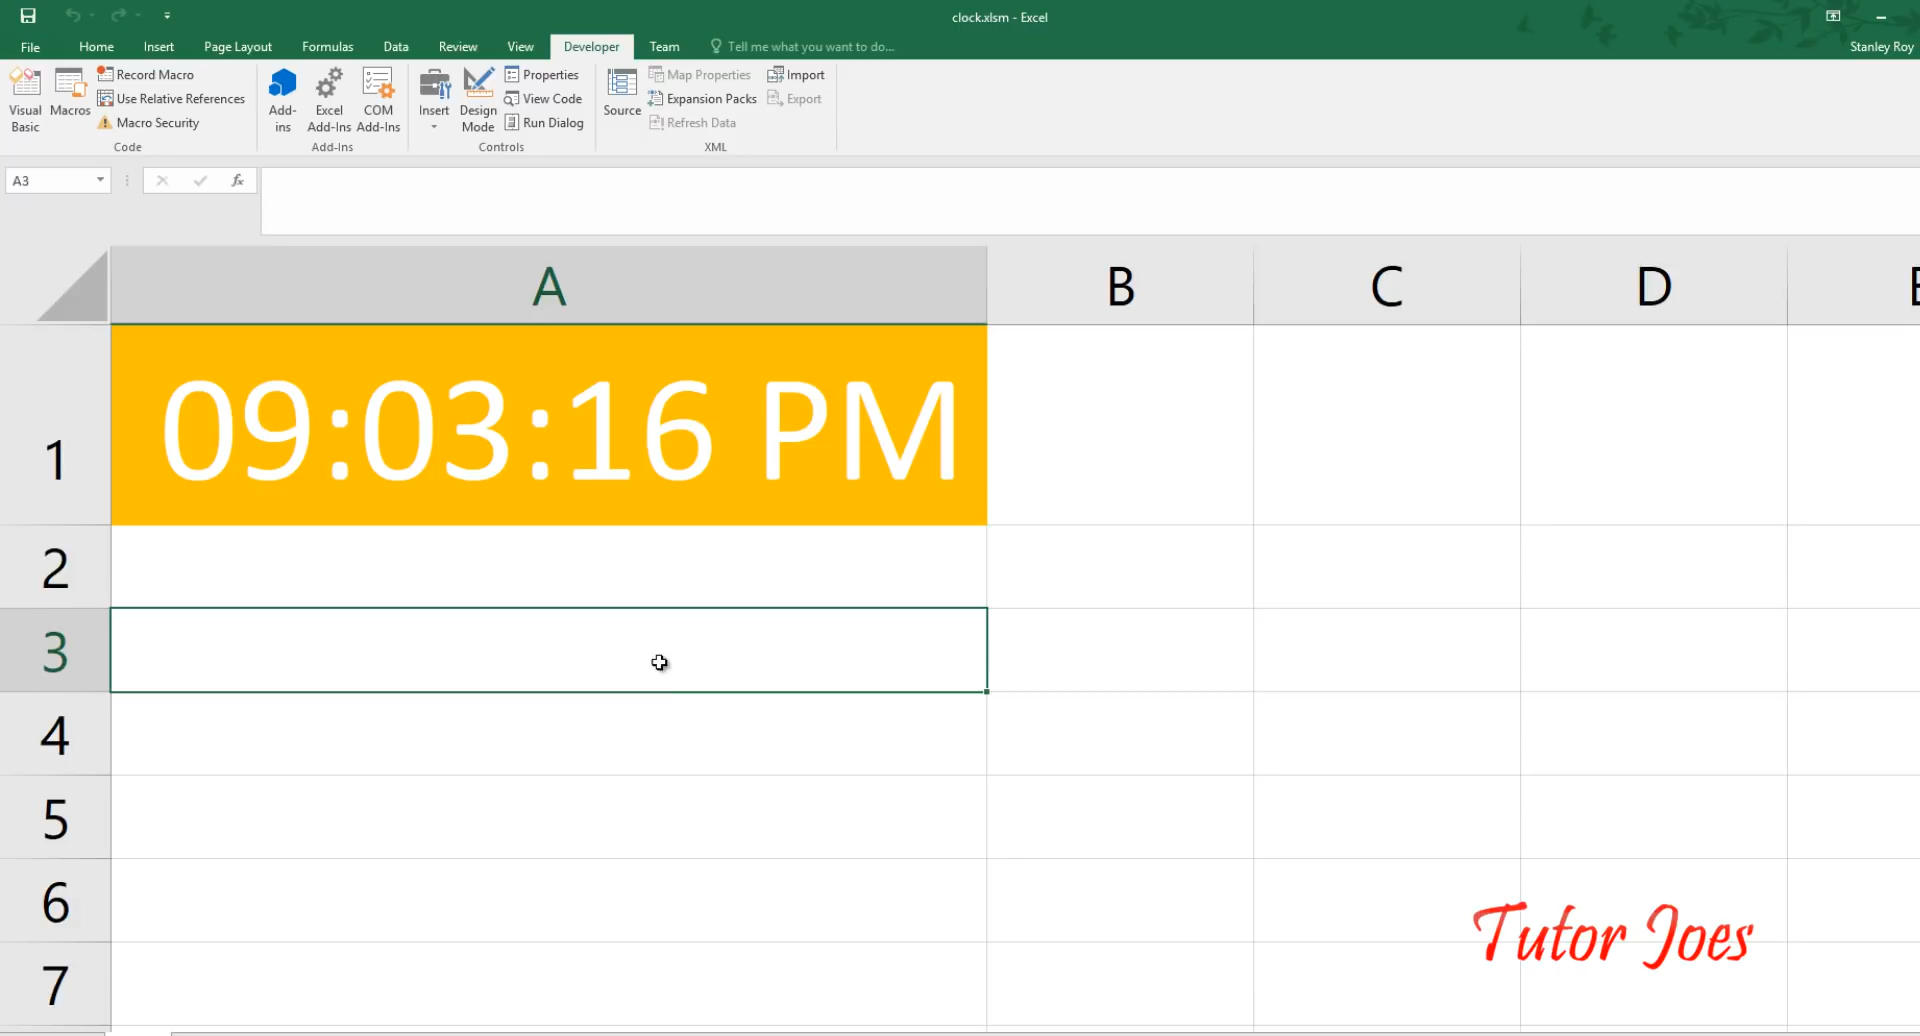 clock.xlsm - Excel
File Home Insert Page Layout Formulas Data Review View Developer Team Tell me what you want to do... Stanley Roy
Visual Basic
Macros
Record Macro
Use Relative References
Macro Security
Code
Add-ins
Excel Add-Ins
COM Add-Ins
Add-Ins
Insert
Design Mode
Properties
View Code
Run Dialog
Controls
Source
Map Properties
Expansion Packs
Refresh Data
Import
Export
XML
A3 fx
A B C D E
1 09:03:16 PM
2
3
4
5
6
Tutor Joes
7